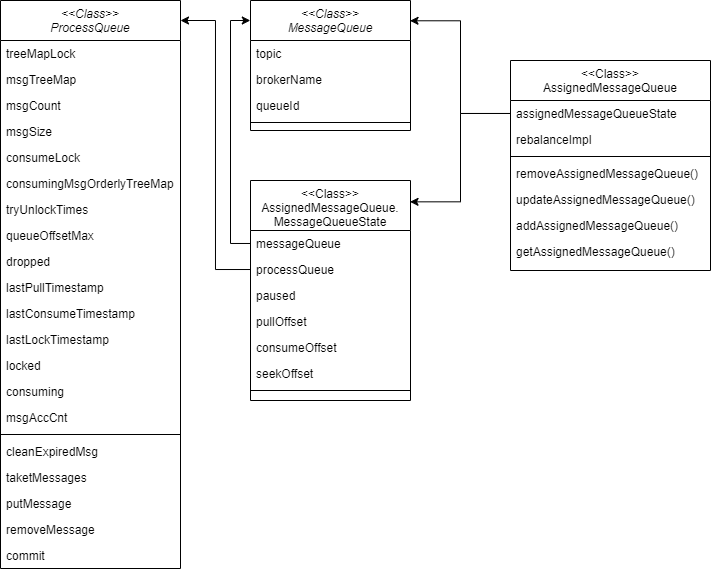 <<Class>>
ProcessQueue
treeMapLock
msgTreeMap
msgCount
msgSize
consumeLock
consumingMsgOrderlyTreeMap
tryUnlockTimes
queueOffsetMax
dropped
lastPullTimestamp
lastConsumeTimestamp
lastLockTimestamp
locked
consuming
msgAccCnt
cleanExpiredMsg
taketMessages
putMessage
removeMessage
commit
<<Class>>
MessageQueue
topic
brokerName
queueId
<<Class>>
AssignedMessageQueue.
MessageQueueState
messageQueue
processQueue
paused
pullOffset
consumeOffset
seekOffset
<<Class>>
AssignedMessageQueue
assignedMessageQueueState
rebalanceImpl
removeAssignedMessageQueue()
updateAssignedMessageQueue()
addAssignedMessageQueue()
getAssignedMessageQueue()